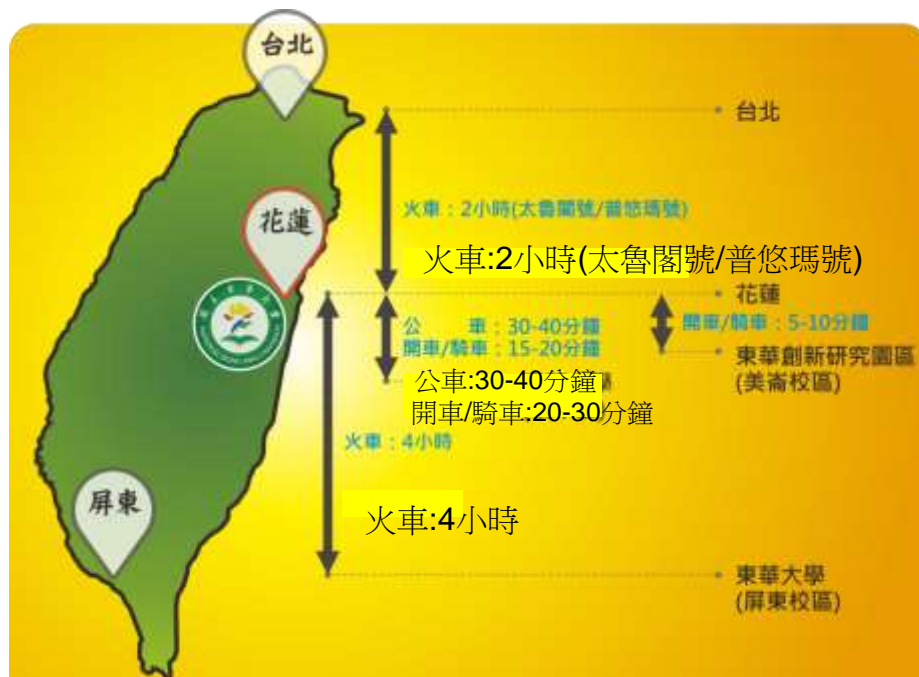 台北
台北
火車：2小時(太魯閣號/普悠瑪號)
花蓮
火車:2小時(太魯閣號/普悠瑪號)
花蓮
公　　車：30-40分鐘
開車/騎車：15-20分鐘
開車/騎車：5-10分鐘
東華創新研究園區
(美崙校區)
公車:30-40分鐘
開車/騎車:20-30分鐘
火車：4小時
屏東
火車:4小時
東華大學
(屏東校區)